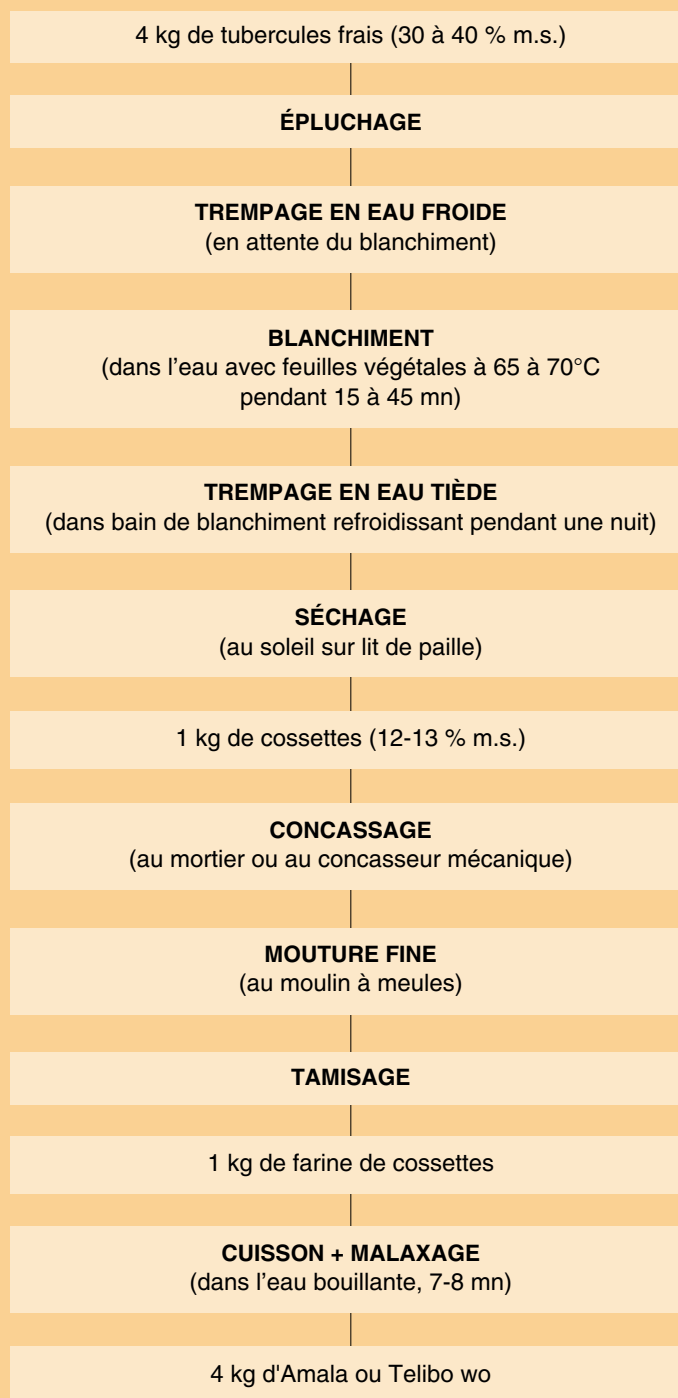 4 kg de tubercules frais (30 à 40 % m.s.)
ÉPLUCHAGE
TREMPAGE EN EAU FROIDE
(en attente du blanchiment)
BLANCHIMENT
(dans l’eau avec feuilles végétales à 65 à 70°C
pendant 15 à 45 mn)
TREMPAGE EN EAU TIÈDE
(dans bain de blanchiment refroidissant pendant une nuit)
SÉCHAGE
(au soleil sur lit de paille)
1 kg de cossettes (12-13 % m.s.)
CONCASSAGE
(au mortier ou au concasseur mécanique)
MOUTURE FINE
(au moulin à meules)
TAMISAGE
1 kg de farine de cossettes
CUISSON + MALAXAGE
(dans l’eau bouillante, 7-8 mn)
4 kg d'Amala ou Telibo wo